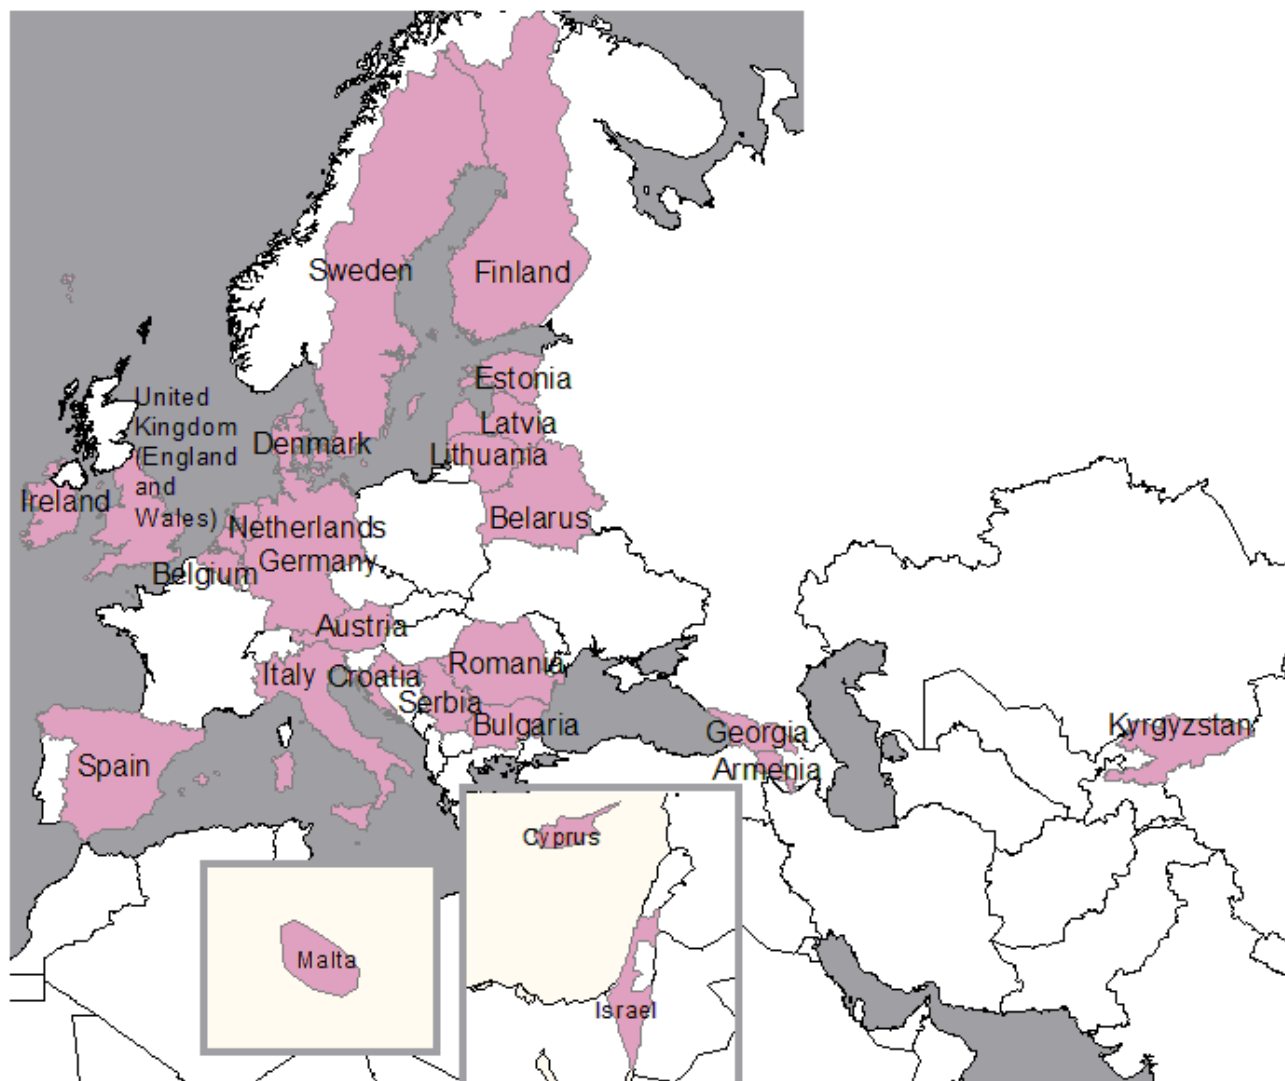 Sweden
Finland
Estonia
United
Kingdom
(England
and
Wales)
Latvia
Denmark
Lithuania
Ireland
Belarus
Netherlands
Germany
Belgium
Austria
Romania
Italy
Croatia
Serbia
Bulgaria
Georgia
Kyrgyzstan
Spain
Armenia
Cyprus
Malta
Israel